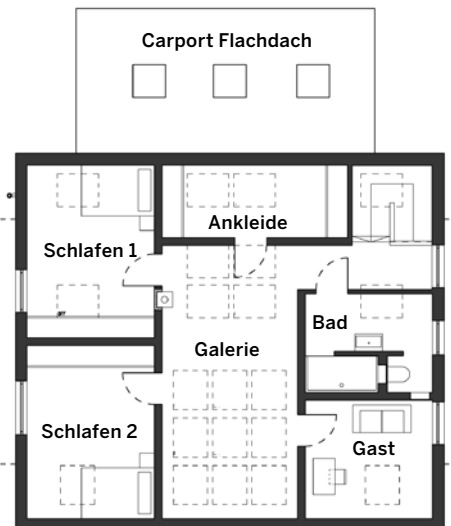 Carport Flachdach
Ankleide
Schlafen 1
Bad
Galerie
Schlafen 2
Gast